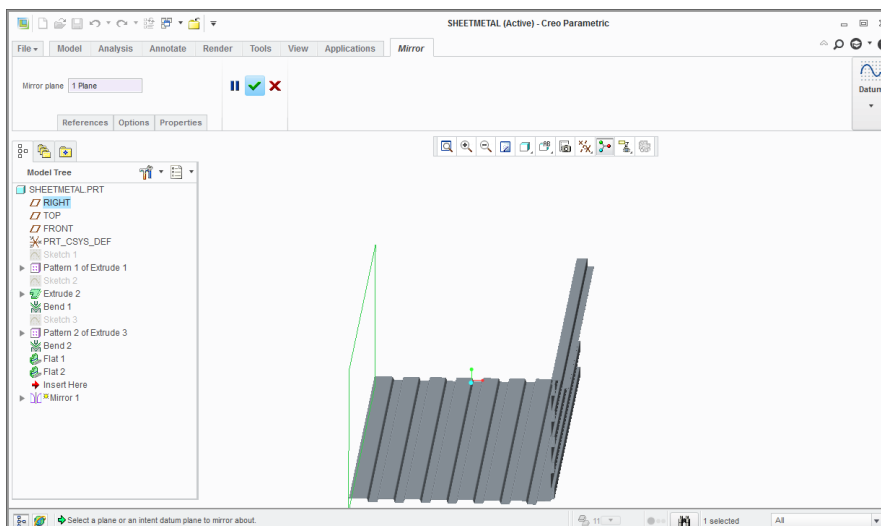 SHEETMETAL (Active) - Creo Parametric
File Model Analysis Annotate Render Tools View Applications Mirror
Mirror plane 1 Plane
Datum
References Options Properties
Model Tree
SHEETMETAL.PRT
RIGHT
TOP
FRONT
PRT_CSYS_DEF
Sketch 1
Pattern 1 of Extrude 1
Sketch 2
Extrude 2
Bend 1
Sketch 3
Pattern 2 of Extrude 3
Bend 2
Flat 1
Flat 2
Insert Here
Mirror 1
Select a plane or an intent datum plane to mirror about. 11 1 selected All